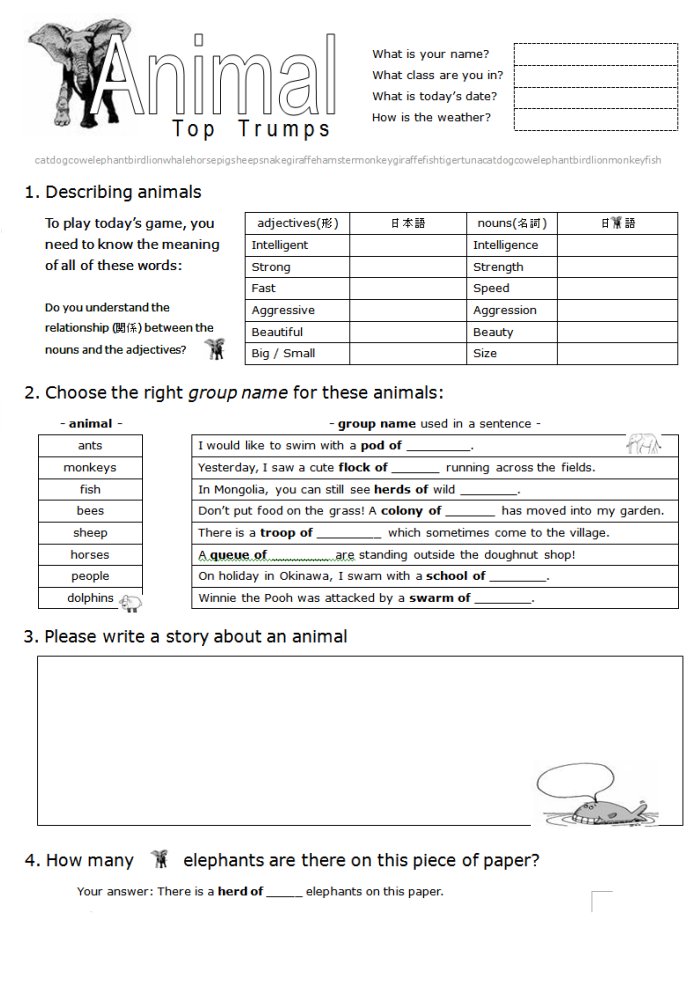 Animal
Top Trumps
What is your name?
What class are you in?
What is today's date?
How is the weather?
catdogcowelephantbirdlionwhalehorsepigsheepsnakegiraffehamstermonkeygiraffefishtigertunacatdogcowelephantbirdlionmonkeyfish
1. Describing animals
To play today's game, you
need to know the meaning
of all of these words:
Do you understand the
relationship (関係) between the
nouns and the adjectives?
adjectives(形) 日本語 nouns(名詞) 日 語
Intelligent Intelligence
Strong Strength
Fast Speed
Aggressive Aggression
Beautiful Beauty
Big / Small Size
2. Choose the right group name for these animals:
- animal - - group name used in a sentence -
ants I would like to swim with a pod of ________.
monkeys Yesterday, I saw a cute flock of ______ running across the fields.
fish In Mongolia, you can still see herds of wild _______.
bees Don't put food on the grass! A colony of ______ has moved into my garden.
sheep There is a troop of ________ which sometimes come to the village.
horses A queue of ________ are standing outside the doughnut shop!
people On holiday in Okinawa, I swam with a school of _______.
dolphins Winnie the Pooh was attacked by a swarm of _______.
3. Please write a story about an animal
4. How many elephants are there on this piece of paper?
Your answer: There is a herd of _____ elephants on this paper.